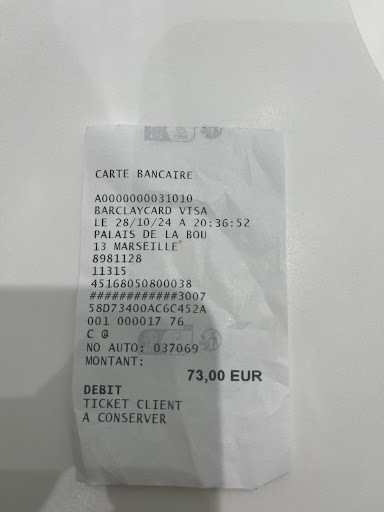 CARTE BANCAIRE
A0000000031010
BARCLAYCARD VISA
LE 28/10/24 A 20:36:52
PALAIS DE LA BOU
13 MARSEILLE
8981128
11315
45168050800038
############3007
58D73400AC6C452A
001 000017 76
C @
NO AUTO: 037069
MONTANT:
73,00 EUR
DEBIT
TICKET CLIENT
A CONSERVER